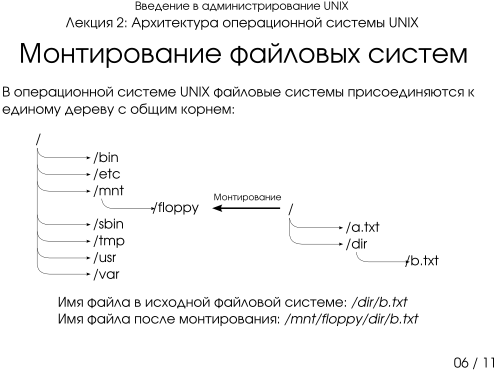 Введение в администрирование UNIX
Лекция 2: Архитектура операционной системы UNIX
Монтирование файловых систем
В операционной системе UNIX файловые системы присоединяются к
единому дереву с общим корнем:
/
/bin
/etc
/mnt
/floppy
/sbin
/tmp
/usr
/var
Монтирование
/
/a.txt
/dir
/b.txt
Имя файла в исходной файловой системе: /dir/b.txt
Имя файла после монтирования: /mnt/floppy/dir/b.txt
06 / 11